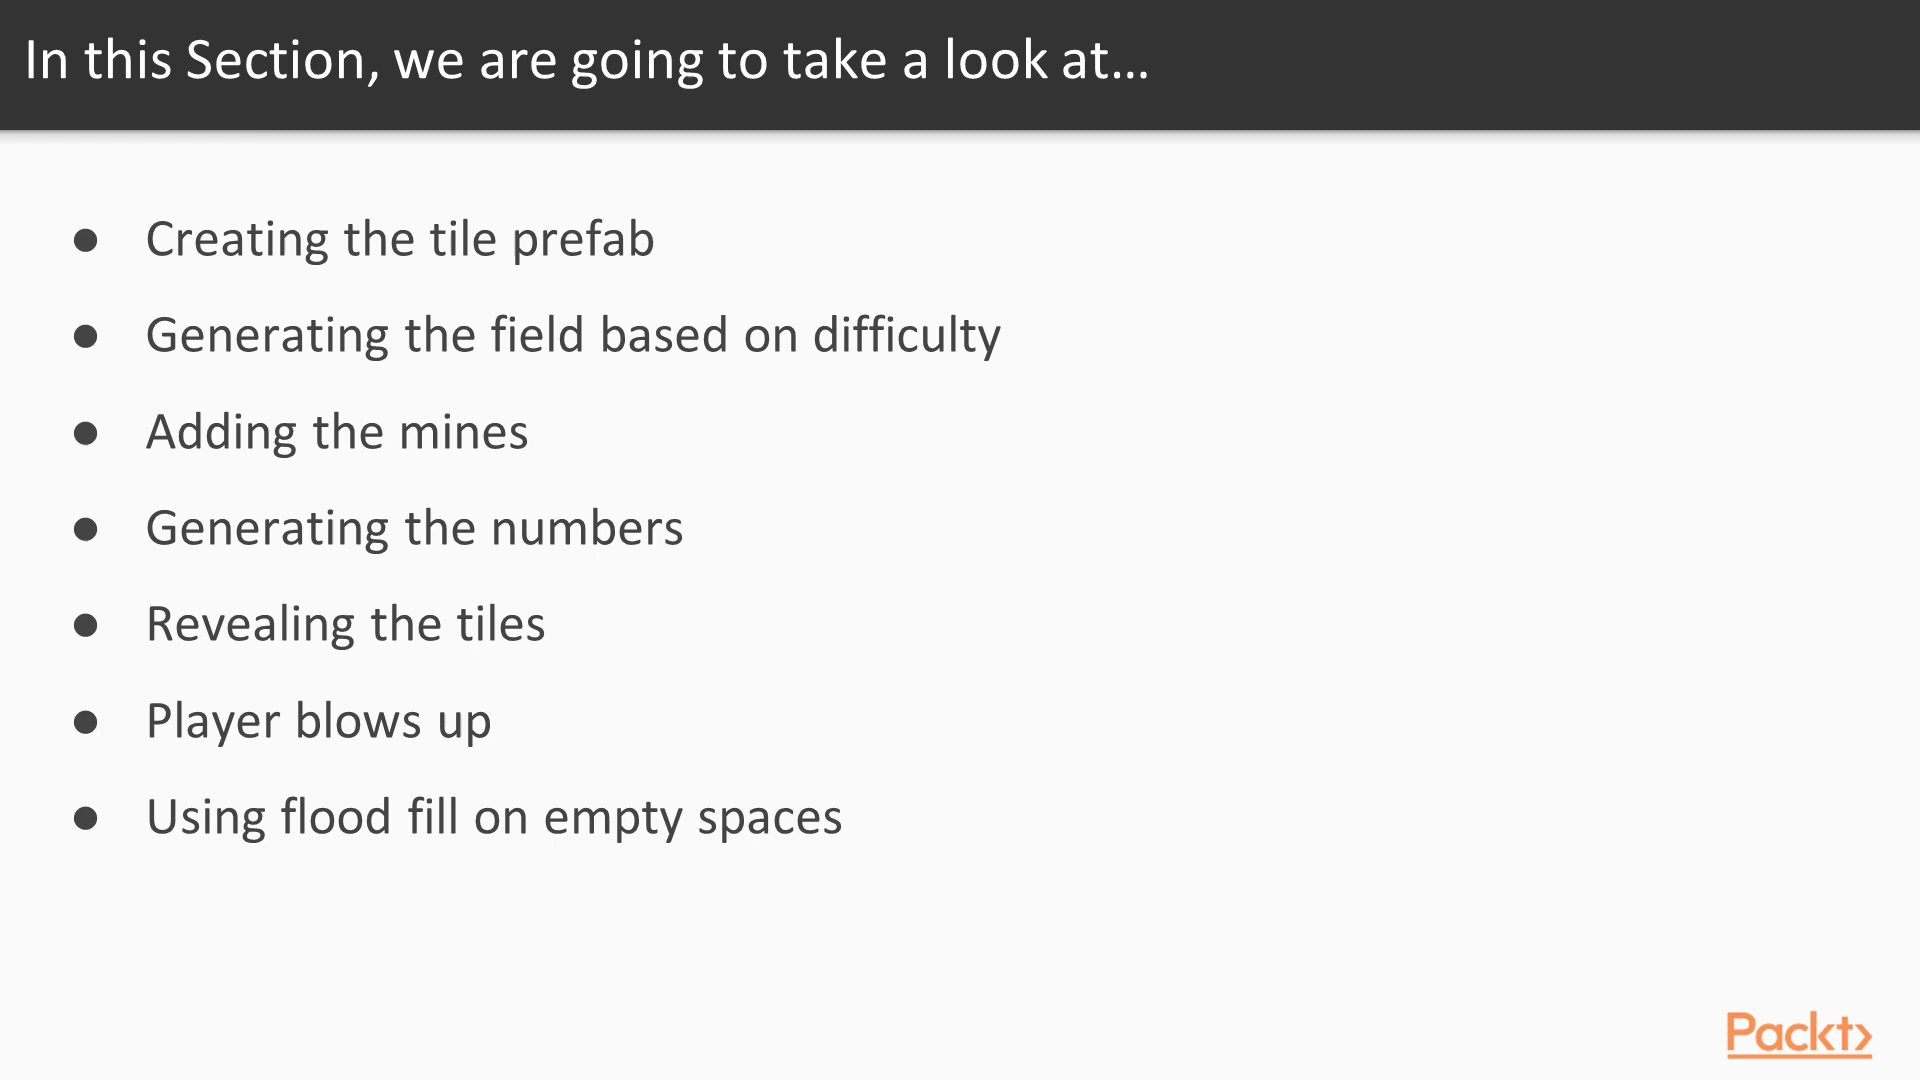 In this Section, we are going to take a look at...
● Creating the tile prefab
● Generating the field based on difficulty
● Adding the mines
● Generating the numbers
● Revealing the tiles
● Player blows up
● Using flood fill on empty spaces
Packt>